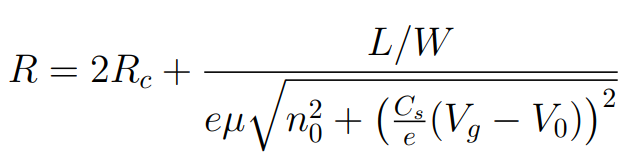 R = 2R_c + \frac{L/W}{e\mu\sqrt{n_0^2 + \left(\frac{C_s}{e}(V_g - V_0)\right)^2}}